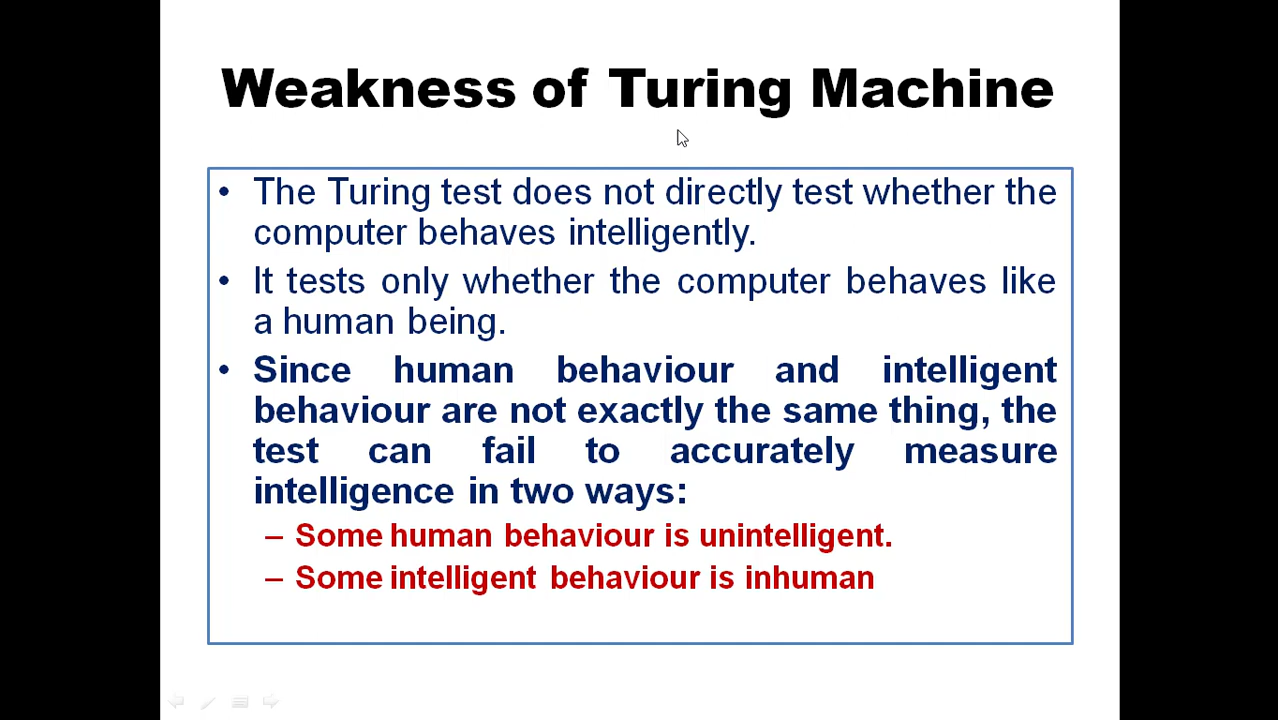 Weakness of Turing Machine
• The Turing test does not directly test whether the
computer behaves intelligently.
• It tests only whether the computer behaves like
a human being.
• Since human behaviour and intelligent
behaviour are not exactly the same thing, the
test can fail to accurately measure
intelligence in two ways:
– Some human behaviour is unintelligent.
– Some intelligent behaviour is inhuman